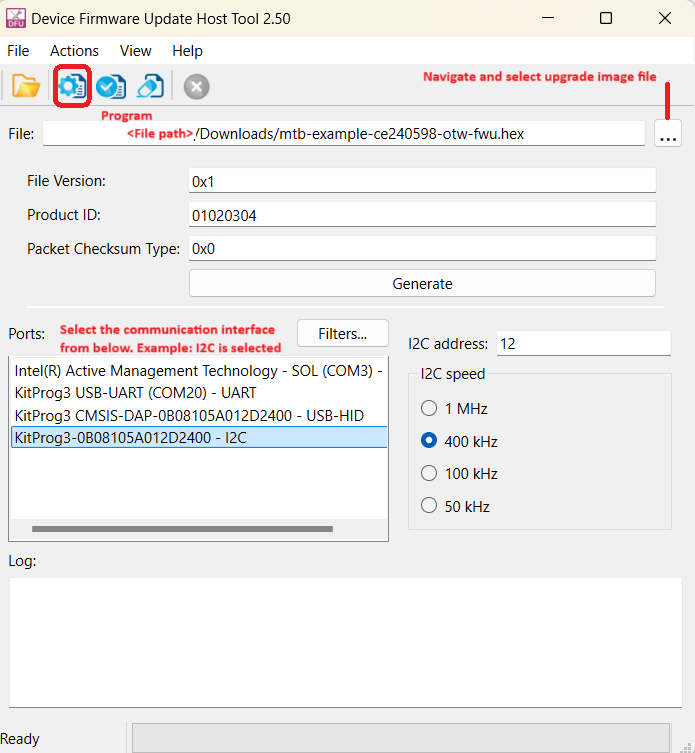 DFU Device Firmware Update Host Tool 2.50
File Actions View Help
Navigate and select upgrade image file
Program
File: <File path>/Downloads/mtb-example-ce240598-otw-fwu.hex ...
File Version: 0x1
Product ID: 01020304
Packet Checksum Type: 0x0
Generate
Ports: Select the communication interface
from below. Example: I2C is selected
Filters...
Intel(R) Active Management Technology - SOL (COM3) -
KitProg3 USB-UART (COM20) - UART
KitProg3 CMSIS-DAP-0B08105A012D2400 - USB-HID
KitProg3-0B08105A012D2400 - I2C
I2C address: 12
I2C speed
1 MHz
400 kHz
100 kHz
50 kHz
Log:
Ready